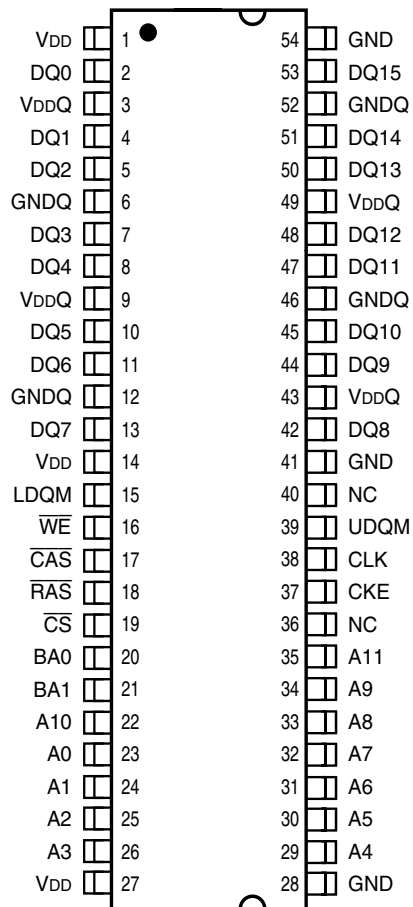 VDD 1 54 GND
DQ0 2 53 DQ15
VDDQ 3 52 GNDQ
DQ1 4 51 DQ14
DQ2 5 50 DQ13
GNDQ 6 49 VDDQ
DQ3 7 48 DQ12
DQ4 8 47 DQ11
VDDQ 9 46 GNDQ
DQ5 10 45 DQ10
DQ6 11 44 DQ9
GNDQ 12 43 VDDQ
DQ7 13 42 DQ8
VDD 14 41 GND
LDQM 15 40 NC
W̅E̅ 16 39 UDQM
C̅A̅S̅ 17 38 CLK
R̅A̅S̅ 18 37 CKE
C̅S̅ 19 36 NC
BA0 20 35 A11
BA1 21 34 A9
A10 22 33 A8
A0 23 32 A7
A1 24 31 A6
A2 25 30 A5
A3 26 29 A4
VDD 27 28 GND